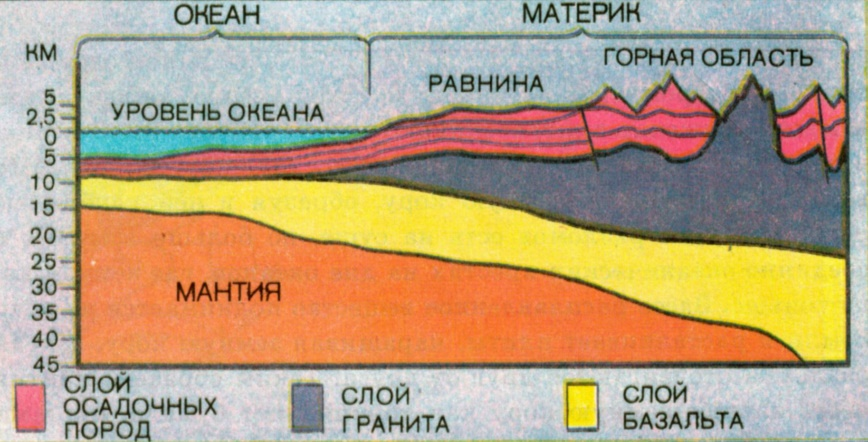 ОКЕАН
МАТЕРИК
КМ
ГОРНАЯ ОБЛАСТЬ
РАВНИНА
УРОВЕНЬ ОКЕАНА
5
2,5
0
5
10
15
20
25
30
35
40
45
МАНТИЯ
СЛОЙ
ОСАДОЧНЫХ
ПОРОД
СЛОЙ
ГРАНИТА
СЛОЙ
БАЗАЛЬТА